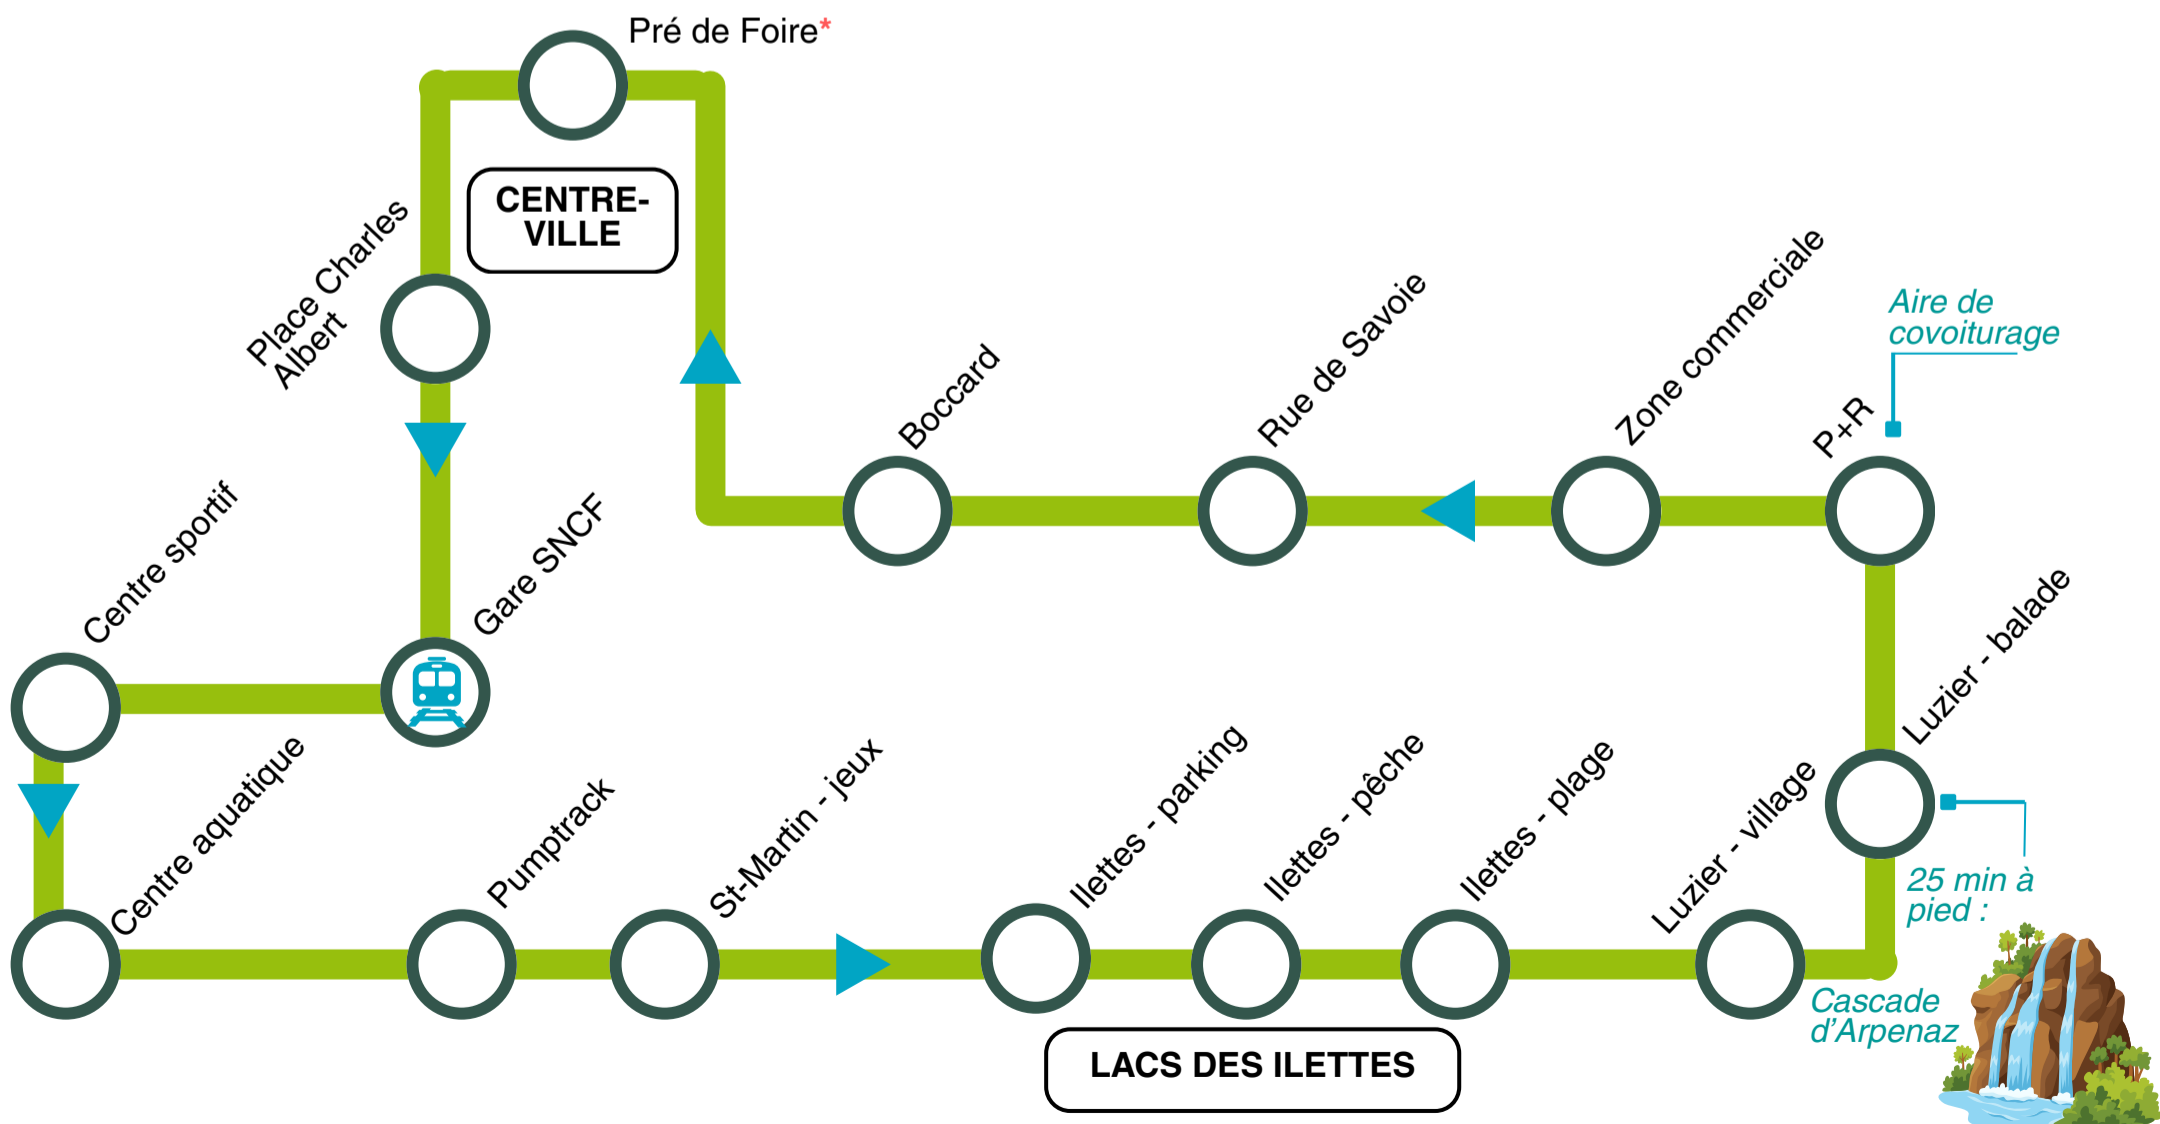 Pré de Foire*
CENTRE-
VILLE
Place Charles
Albert
Gare SNCF
Centre sportif
Centre aquatique
Pumptrack
St-Martin - jeux
Ilettes - parking
Ilettes - pêche
Ilettes - plage
LACS DES ILETTES
Luzier - village
Luzier - balade
25 min à
pied :
Cascade
d'Arpenaz
P+R
Aire de
covoiturage
Zone commerciale
Rue de Savoie
Boccard